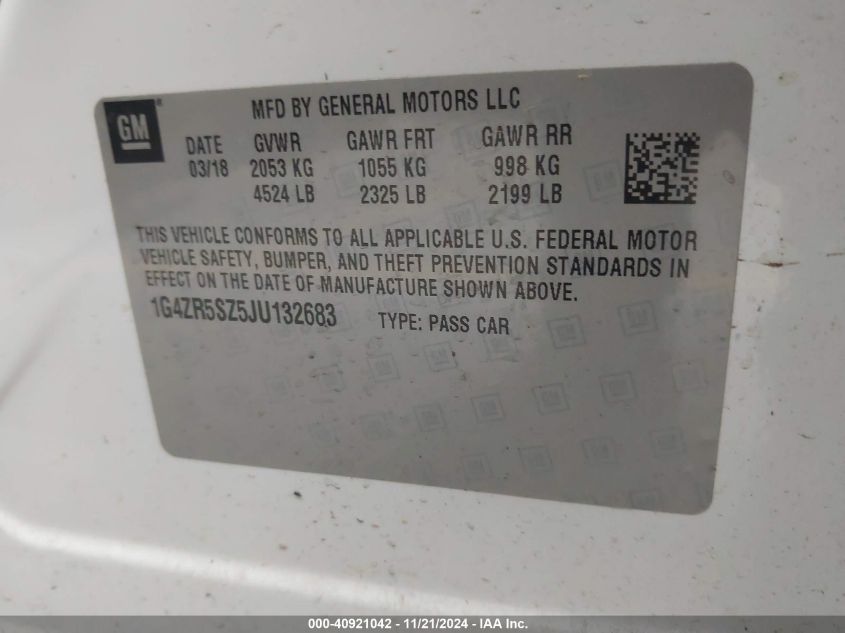 GM
MFD BY GENERAL MOTORS LLC
DATE GVWR GAWR FRT GAWR RR
03/18 2053 KG 1055 KG 998 KG
4524 LB 2325 LB 2199 LB
THIS VEHICLE CONFORMS TO ALL APPLICABLE U.S. FEDERAL MOTOR
VEHICLE SAFETY, BUMPER, AND THEFT PREVENTION STANDARDS IN
EFFECT ON THE DATE OF MANUFACTURE SHOWN ABOVE.
1G4ZR5SZ5JU132683 TYPE: PASS CAR
000-40921042 - 11/21/2024 - IAA Inc.